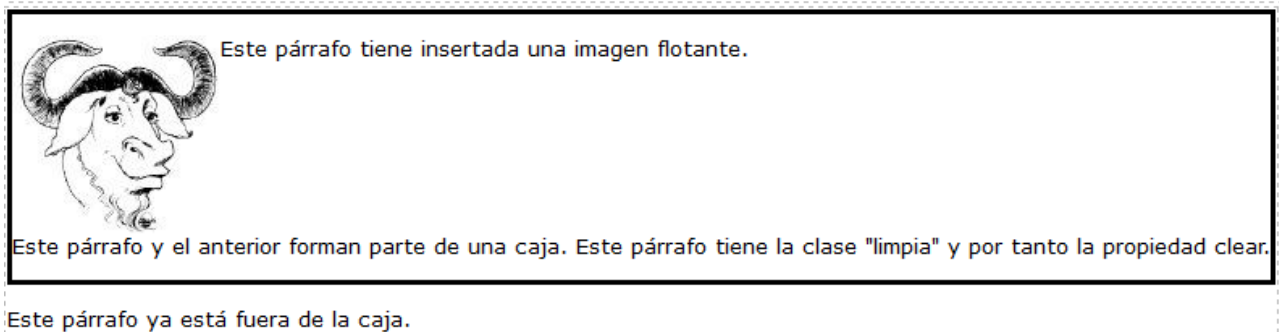 Este párrafo tiene insertada una imagen flotante.
Este párrafo y el anterior forman parte de una caja. Este párrafo tiene la clase "limpia" y por tanto la propiedad clear.
Este párrafo ya está fuera de la caja.